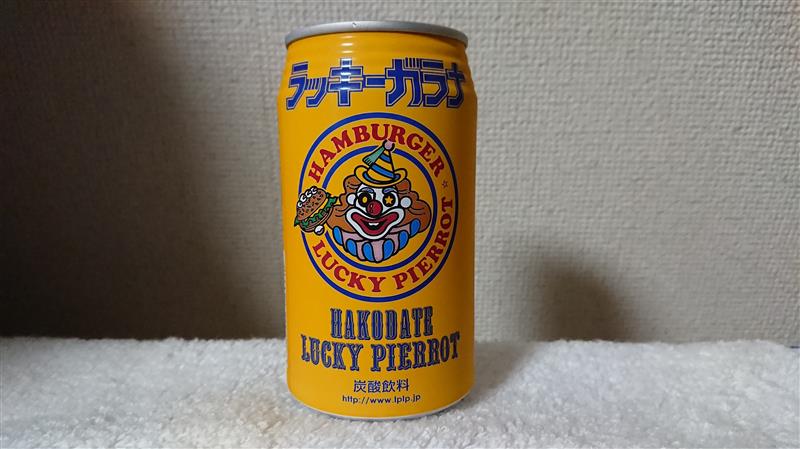 ラッキーガラナ
HAMBURGER
LUCKY PIERROT
HAKODATE
LUCKY PIERROT
炭酸飲料
http://www.lplp.jp